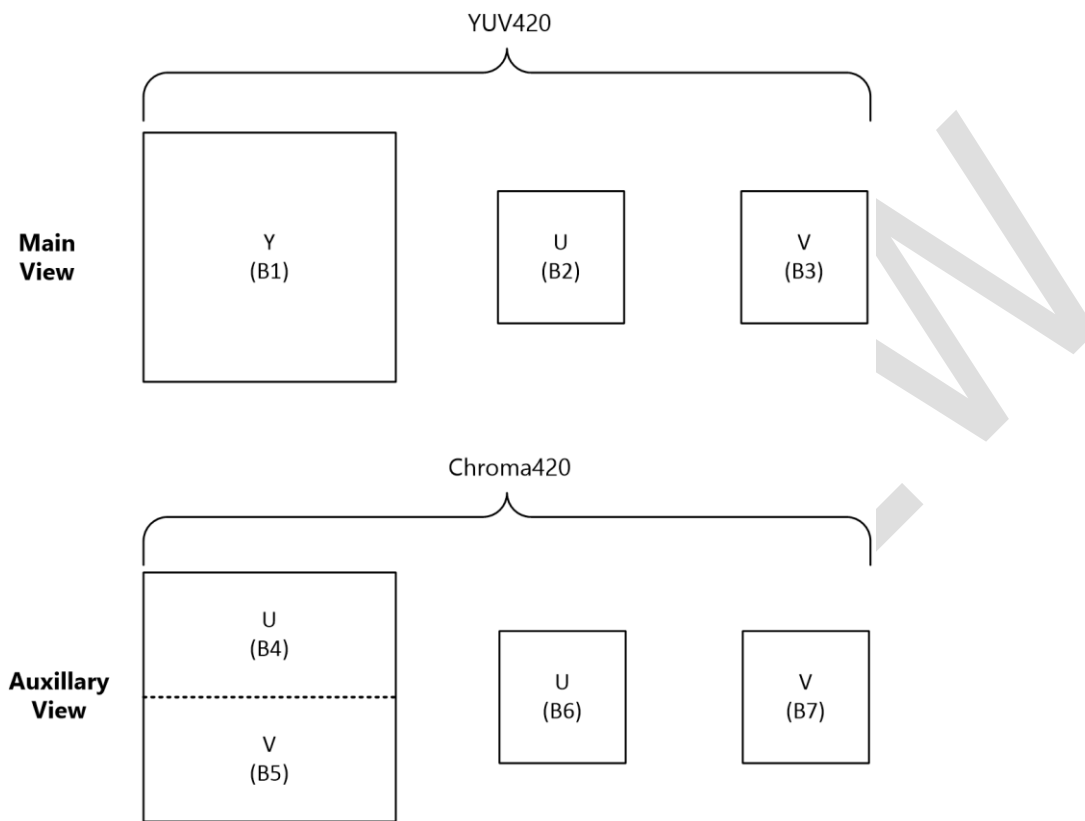 YUV420
Main
View
Y
(B1)
U
(B2)
V
(B3)
Chroma420
Auxillary
View
U
(B4)
V
(B5)
U
(B6)
V
(B7)